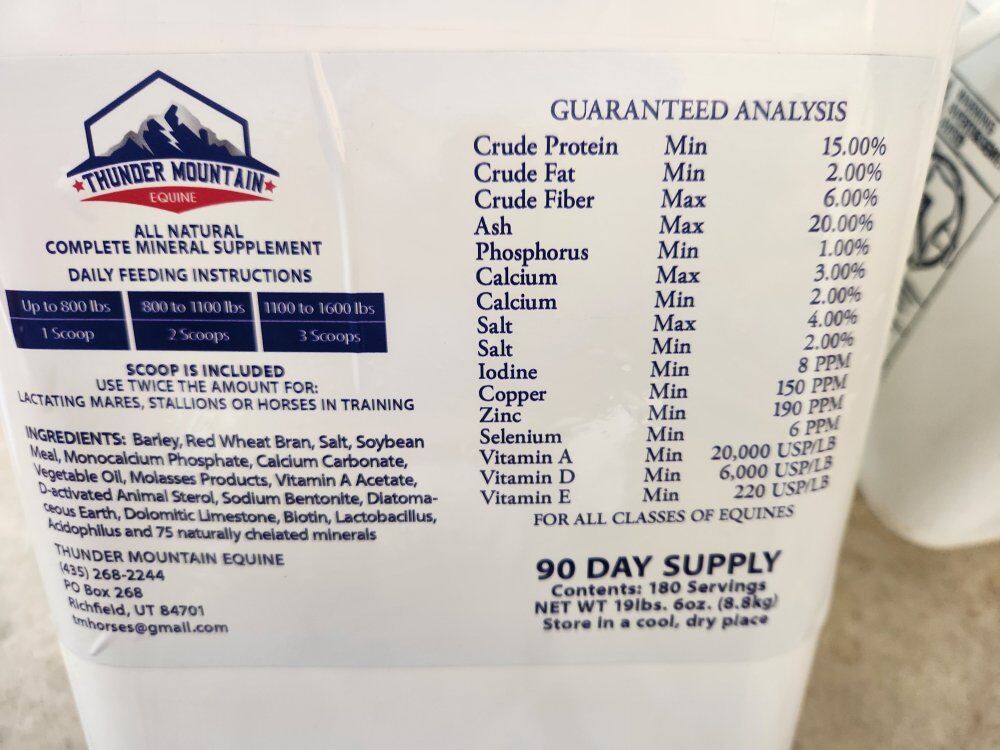 THUNDER MOUNTAIN
EQUINE
ALL NATURAL
COMPLETE MINERAL SUPPLEMENT
DAILY FEEDING INSTRUCTIONS
Up to 800 lbs 800 to 1100 lbs 1100 to 1600 lbs
1 Scoop 2 Scoops 3 Scoops
SCOOP IS INCLUDED
USE TWICE THE AMOUNT FOR:
LACTATING MARES, STALLIONS OR HORSES IN TRAINING
INGREDIENTS: Barley, Red Wheat Bran, Salt, Soybean
Meal, Monocalcium Phosphate, Calcium Carbonate,
Vegetable Oil, Molasses Products, Vitamin A Acetate,
D-activated Animal Sterol, Sodium Bentonite, Diatoma-
ceous Earth, Dolomitic Limestone, Biotin, Lactobacillus,
Acidophilus and 75 naturally chelated minerals
THUNDER MOUNTAIN EQUINE
(435) 268-2244
PO Box 268
Richfield, UT 84701
tmhorses@gmail.com
GUARANTEED ANALYSIS
Crude Protein Min 15.00%
Crude Fat Min 2.00%
Crude Fiber Max 6.00%
Ash Max 20.00%
Phosphorus Min 1.00%
Calcium Max 3.00%
Calcium Min 2.00%
Salt Max 4.00%
Salt Min 2.00%
Iodine Min 8 PPM
Copper Min 150 PPM
Zinc Min 190 PPM
Selenium Min 6 PPM
Vitamin A Min 20,000 USP/LB
Vitamin D Min 6,000 USP/LB
Vitamin E Min 220 USP/LB
FOR ALL CLASSES OF EQUINES
90 DAY SUPPLY
Contents: 180 Servings
NET WT 19lbs. 6oz. (8.8kg)
Store in a cool, dry place